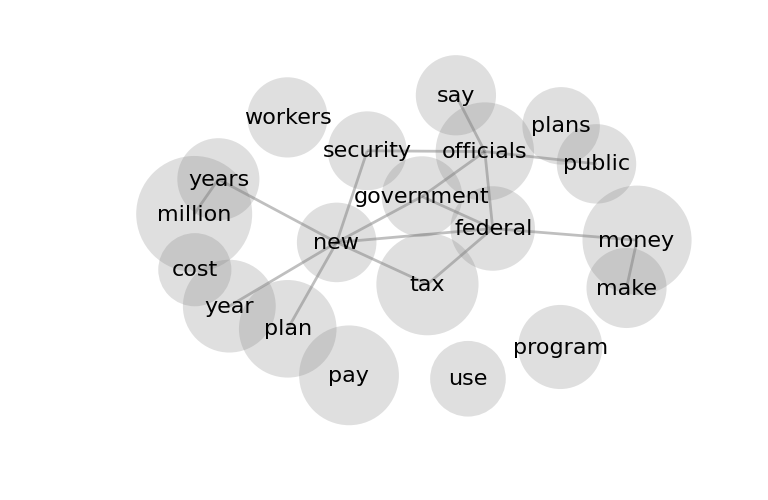 say
workers
plans
security
officials
public
years
government
million
federal
new
money
cost
tax
make
year
plan
program
pay
use